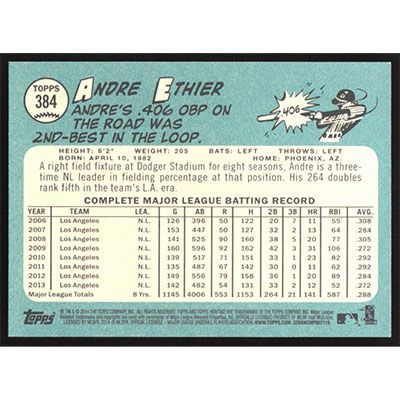 TOPPS
384
ANDRE ETHIER
ANDRE'S .406 OBP ON
THE ROAD WAS
2ND-BEST IN THE LOOP.
.406
HEIGHT: 6'2" WEIGHT: 205 BATS: LEFT THROWS: LEFT
BORN: APRIL 10, 1982 HOME: PHOENIX, AZ.
A right field fixture at Dodger Stadium for eight seasons, Andre is a three-
time NL leader in fielding percentage at that position. His 264 doubles
rank fifth in the team's L.A. era.
COMPLETE MAJOR LEAGUE BATTING RECORD
YEAR TEAM LEA. G AB R H 2B 3B HR RBI AVG.
2006 Los Angeles N.L. 126 396 50 122 20 7 11 55 .308
2007 Los Angeles N.L. 447 50
2008 Los Angeles N.L. 141 525 90 160 38 5 20 77 .305
2009 Los Angeles N.L. 160 596 92 162 42 3 31 106 .272
2010 Los Angeles N.L. 139 517 71 151 33 1 23 82 .292
2011 Los Angeles N.L. 135 487 67 142 30 0 11 62 .292
2012 Los Angeles N.L. 149 556 79 158 36 1 20 89 .284
2013 Los Angeles N.L. 142 482 54 131 33 2 12 52 .272
Major League Totals 8 Yrs. 1145 4006 553 1153 264 21 141 587 .288
Topps